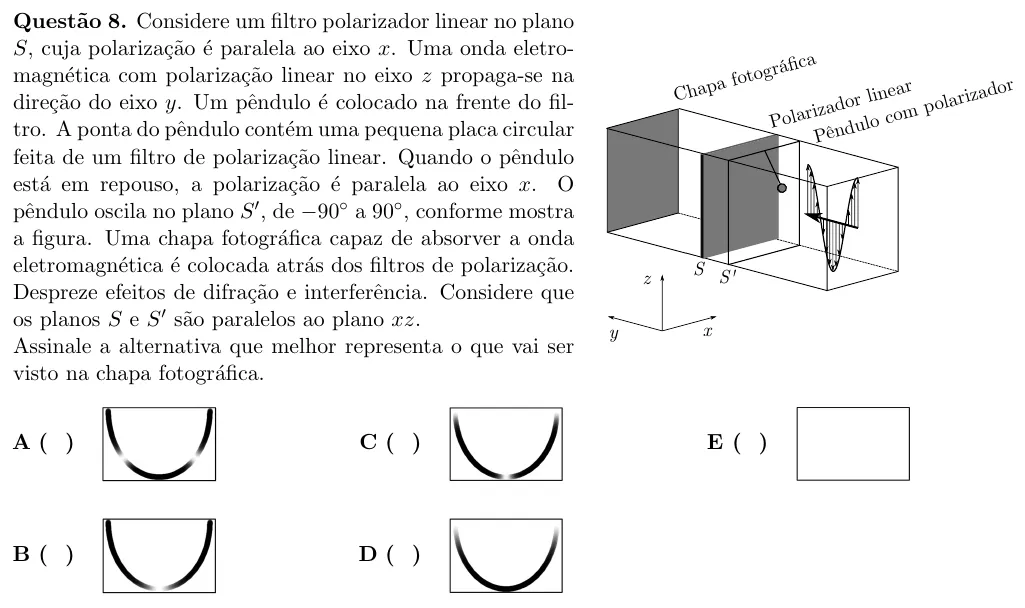 Questão 8. Considere um filtro polarizador linear no plano
S, cuja polarização é paralela ao eixo x. Uma onda eletro-
magnética com polarização linear no eixo z propaga-se na
direção do eixo y. Um pêndulo é colocado na frente do fil-
tro. A ponta do pêndulo contém uma pequena placa circular
feita de um filtro de polarização linear. Quando o pêndulo
está em repouso, a polarização é paralela ao eixo x. O
pêndulo oscila no plano S′, de −90° a 90°, conforme mostra
a figura. Uma chapa fotográfica capaz de absorver a onda
eletromagnética é colocada atrás dos filtros de polarização.
Despreze efeitos de difração e interferência. Considere que
os planos S e S′ são paralelos ao plano xz.
Assinale a alternativa que melhor representa o que vai ser
visto na chapa fotográfica.
Chapa fotográfica
Polarizador linear
Pêndulo com polarizador
S
S′
z
y
x
A ( )
C ( )
E ( )
B ( )
D ( )